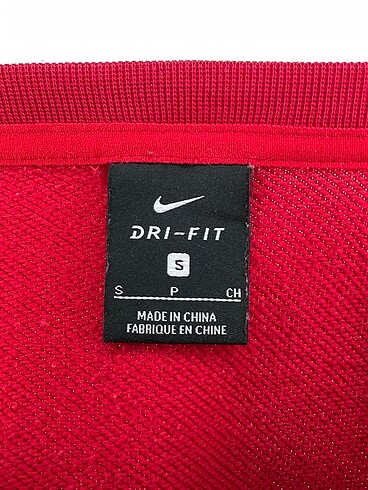 DRI-FIT
S
S P CH
MADE IN CHINA
FABRIQUE EN CHINE